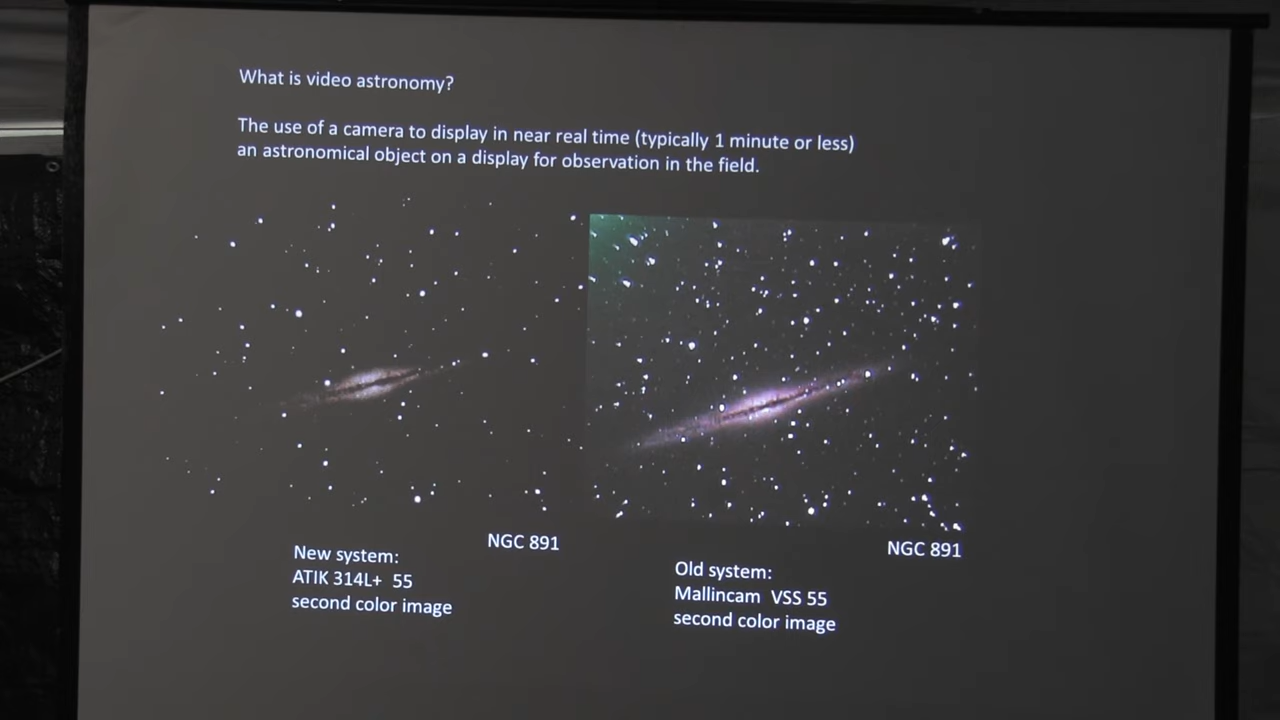 What is video astronomy?
The use of a camera to display in near real time (typically 1 minute or less)
an astronomical object on a display for observation in the field.
NGC 891
New system:
ATIK 314L+ 55
second color image
NGC 891
Old system:
Mallincam VSS 55
second color image